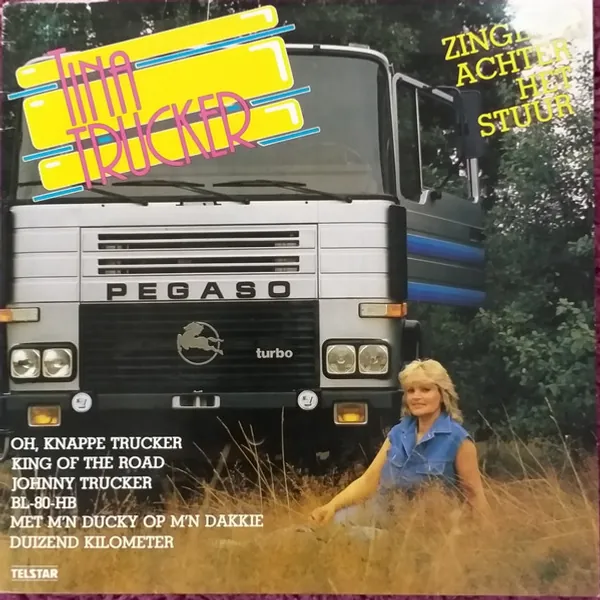 TINA
TRUCKER
ACHTER
HET
STUUR
PEGASO
turbo
OH, KNAPPE TRUCKER
KING OF THE ROAD
JOHNNY TRUCKER
BL-80-HB
MET M'N DUCKY OP M'N DAKKIE
DUIZEND KILOMETER
TELSTAR